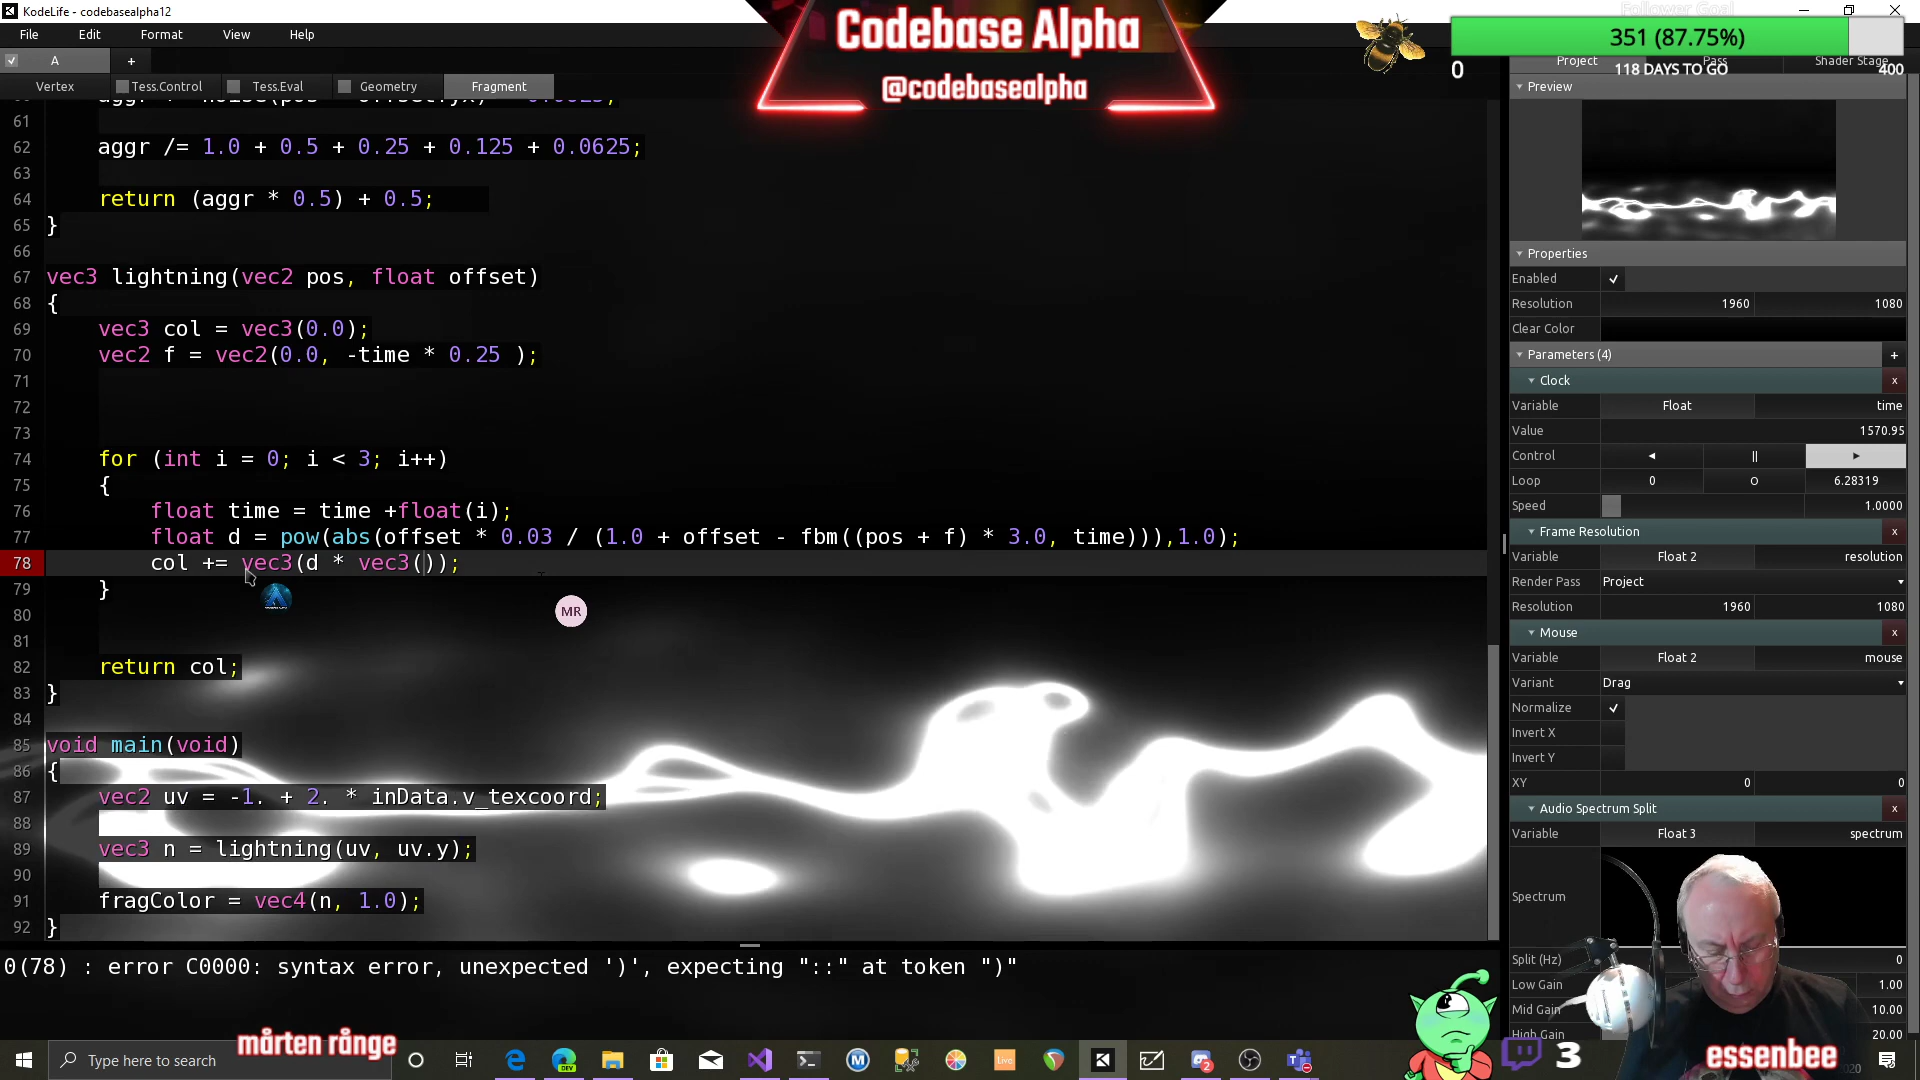 KodeLife - codebasealpha12
File Edit Format View Help
A +
Vertex Tess.Control Tess.Eval Geometry Fragment
Codebase Alpha
@codebasealpha
Follower Goal
351 (87.75%)
0 118 DAYS TO GO 400
Project Pass Shader Stage
61
62 aggr /= 1.0 + 0.5 + 0.25 + 0.125 + 0.0625;
63
64 return (aggr * 0.5) + 0.5;
65 }
66
67 vec3 lightning(vec2 pos, float offset)
68 {
69 vec3 col = vec3(0.0);
70 vec2 f = vec2(0.0, -time * 0.25 );
71
72
73
74 for (int i = 0; i < 3; i++)
75 {
76 float time = time +float(i);
77 float d = pow(abs(offset * 0.03 / (1.0 + offset - fbm((pos + f) * 3.0, time))),1.0);
78 col += vec3(d * vec3());
79 }
80
81
82 return col;
83 }
84
85 void main(void)
86 {
87 vec2 uv = -1. + 2. * inData.v_texcoord;
88
89 vec3 n = lightning(uv, uv.y);
90
91 fragColor = vec4(n, 1.0);
92 }
MR
0(78) : error C0000: syntax error, unexpected ')', expecting "::" at token ")"
Preview
Properties
Enabled
Resolution 1960 1080
Clear Color
Parameters (4) +
Clock x
Variable Float time
Value 1570.95
Control
Loop 0 O 6.28319
Speed 1.0000
Frame Resolution
Variable Float 2 resolution
Render Pass Project
Resolution 1960 1080
Mouse x
Variable Float 2 mouse
Variant Drag
Normalize
Invert X
Invert Y
XY 0 0
Audio Spectrum Split x
Variable Float 3 spectrum
Spectrum
Split (Hz) 0
Low Gain 1.00
Mid Gain 10.00
High Gain 20.00
Type here to search
mårten rånge
3
essenbee